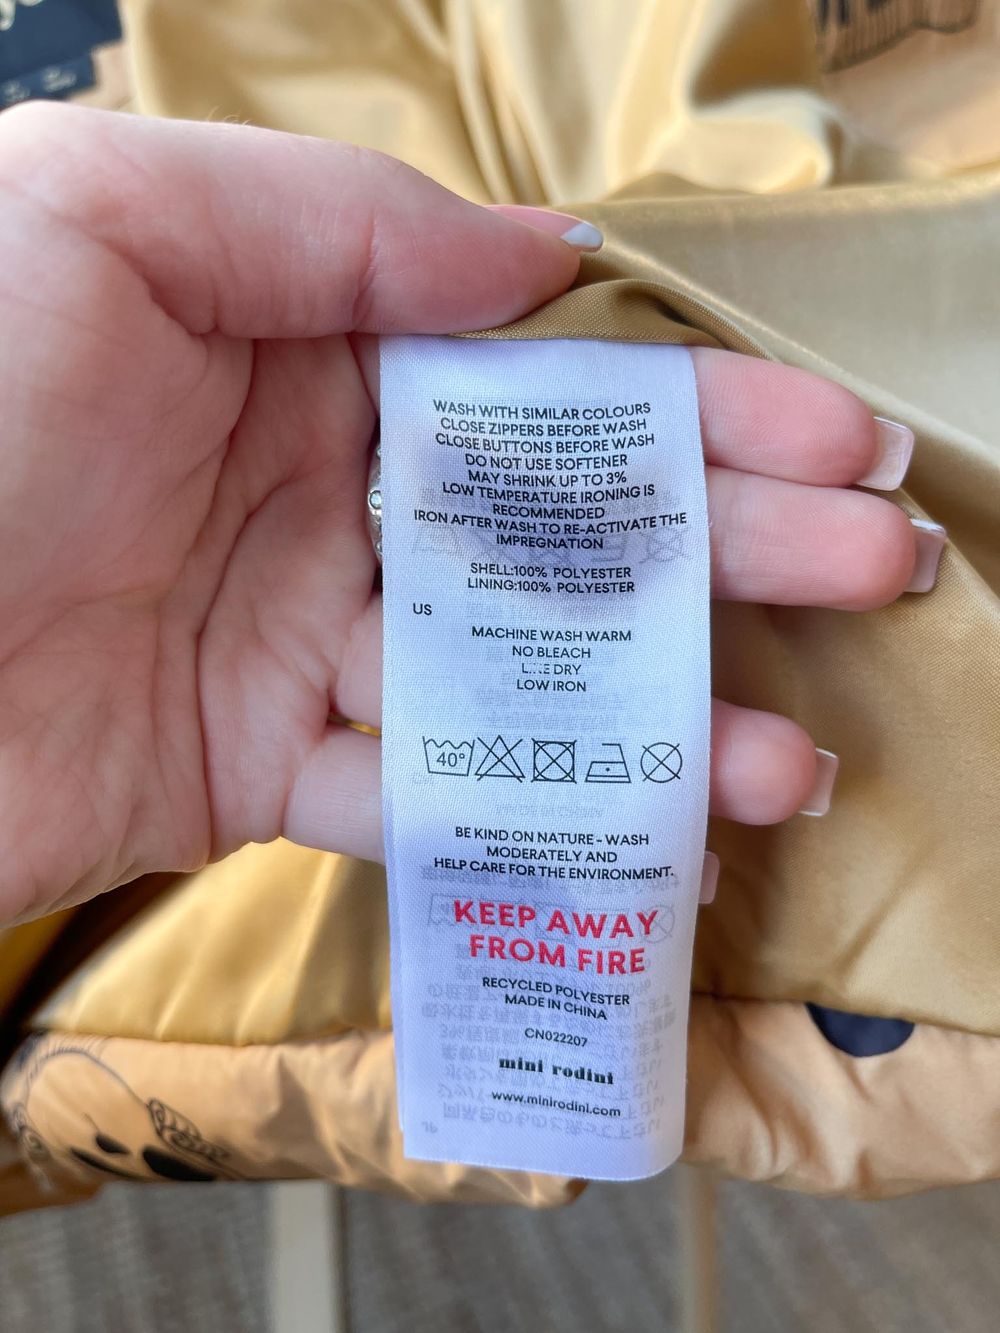 WASH WITH SIMILAR COLOURS
CLOSE ZIPPERS BEFORE WASH
CLOSE BUTTONS BEFORE WASH
DO NOT USE SOFTENER
MAY SHRINK UP TO 3%
LOW TEMPERATURE IRONING IS
RECOMMENDED
IRON AFTER WASH TO RE-ACTIVATE THE
IMPREGNATION
SHELL:100% POLYESTER
LINING:100% POLYESTER
US
MACHINE WASH WARM
NO BLEACH
DRY
LOW IRON
40°
BE KIND ON NATURE - WASH
MODERATELY AND
HELP CARE FOR THE ENVIRONMENT.
KEEP AWAY
FROM FIRE
RECYCLED POLYESTER
MADE IN CHINA
CN022207
mini rodini
www.minirodini.com